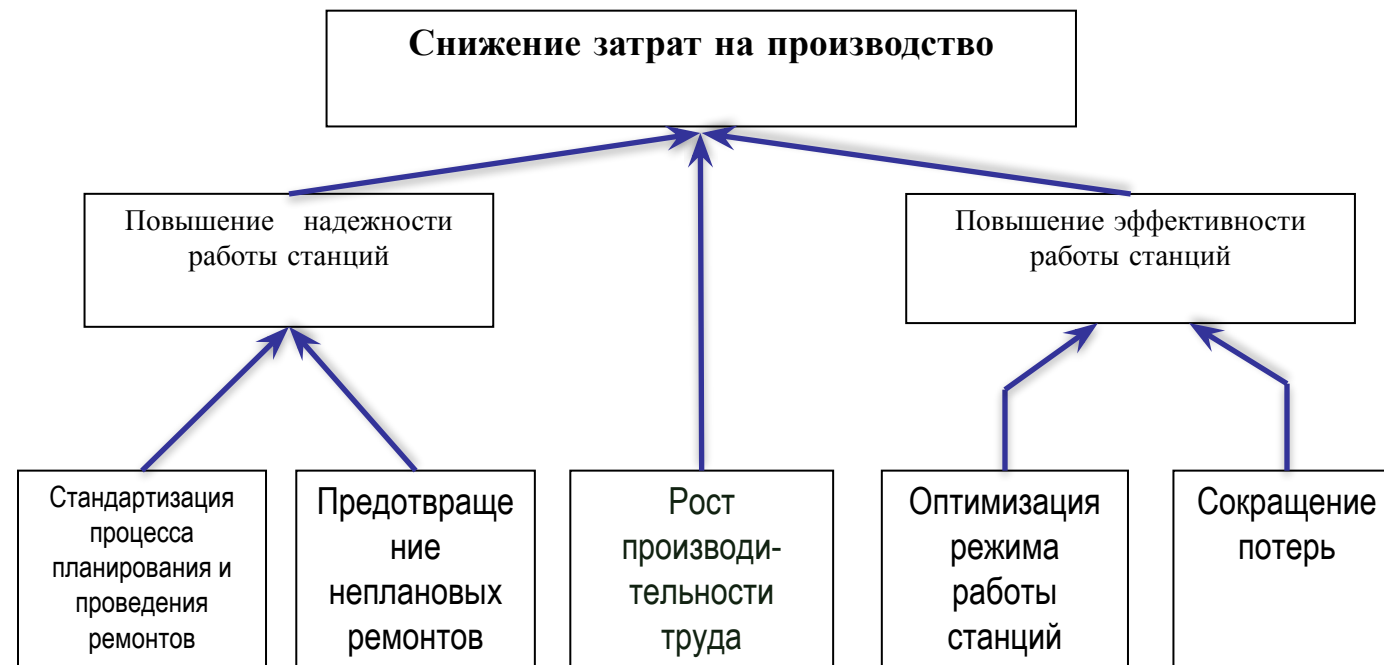 Снижение затрат на производство
Повышение надежности
работы станций
Повышение эффективности
работы станций
Стандартизация
процесса
планирования и
проведения
ремонтов
Предотвраще
ние
неплановых
ремонтов
Рост
производи-
тельности
труда
Оптимизация
режима
работы
станций
Сокращение
потерь